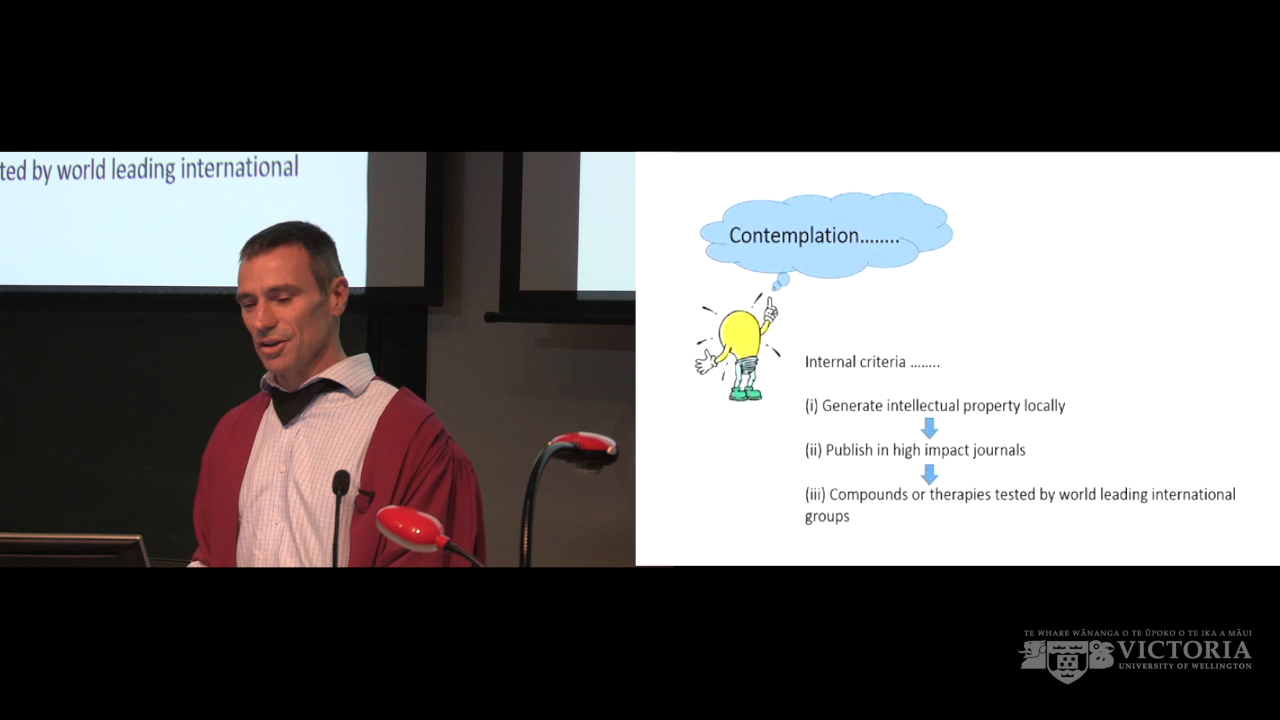 ted by world leading international
Contemplation........
Internal criteria ........
(i) Generate intellectual property locally
(ii) Publish in high impact journals
(iii) Compounds or therapies tested by world leading international
groups
TE WHARE WĀNANGA O TE ŪPOKO O TE IKA A MĀUI
VICTORIA
UNIVERSITY OF WELLINGTON